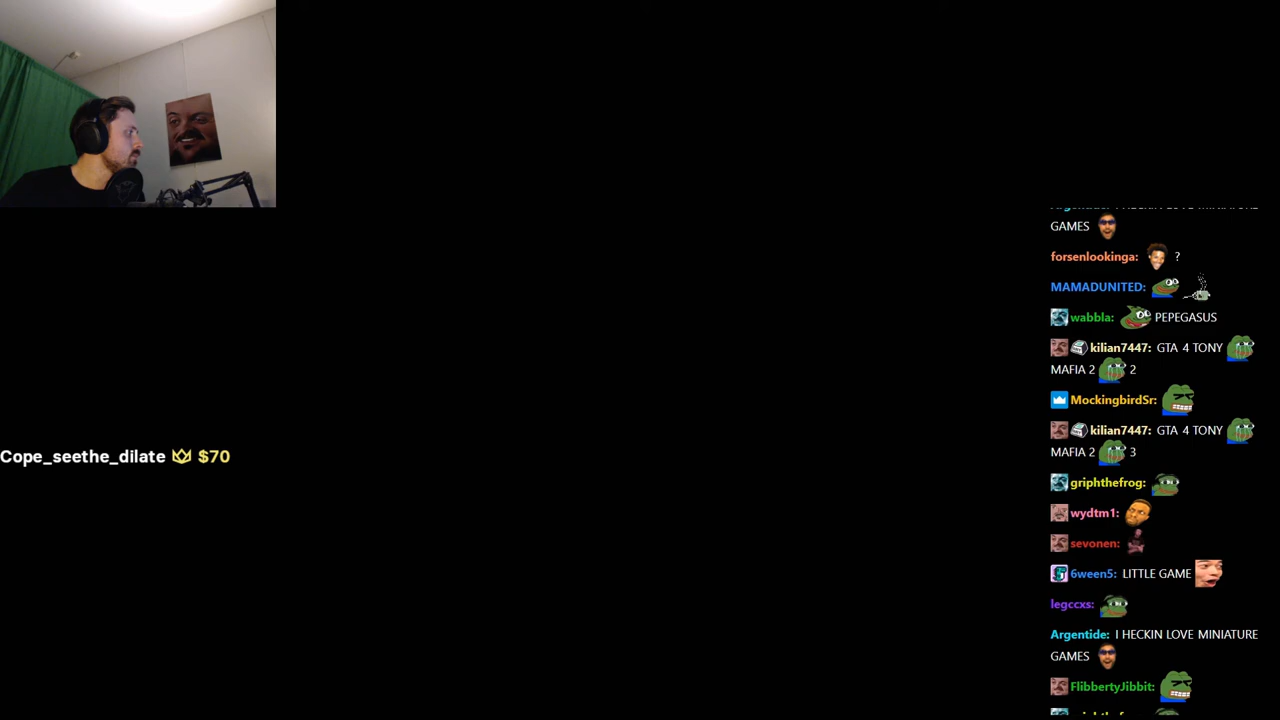 GAMES
forsenlookinga: ?
MAMADUNITED:
wabbla: PEPEGASUS
kilian7447: GTA 4 TONY
MAFIA 2 2
MockingbirdSr:
kilian7447: GTA 4 TONY
MAFIA 2 3
Cope_seethe_dilate $70
griphthefrog:
wydtm1:
sevonen:
6ween5: LITTLE GAME
legccxs:
Argentide: I HECKIN LOVE MINIATURE
GAMES
FlibbertyJibbit: